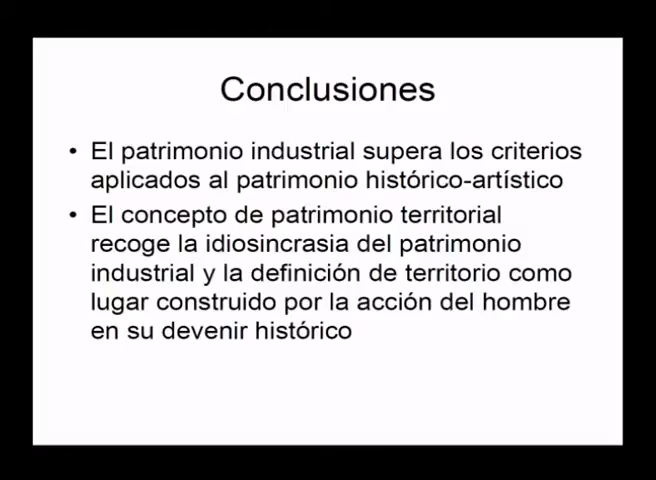 Conclusiones
• El patrimonio industrial supera los criterios
aplicados al patrimonio histórico-artístico
• El concepto de patrimonio territorial
recoge la idiosincrasia del patrimonio
industrial y la definición de territorio como
lugar construido por la acción del hombre
en su devenir histórico